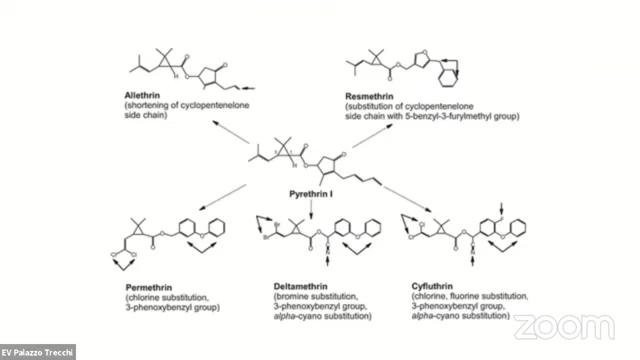 Allethrin
(shortening of cyclopentenelone
side chain)
Resmethrin
(substitution of cyclopentenelone
side chain with 5-benzyl-3-furylmethyl group)
Pyrethrin I
Permethrin
(chlorine substitution,
3-phenoxybenzyl group)
Deltamethrin
(bromine substitution,
3-phenoxybenzyl group,
alpha-cyano substitution)
Cyfluthrin
(chlorine, fluorine substitution,
3-phenoxybenzyl group,
alpha-cyano substitution)
zoom
EV Palazzo Trecchi